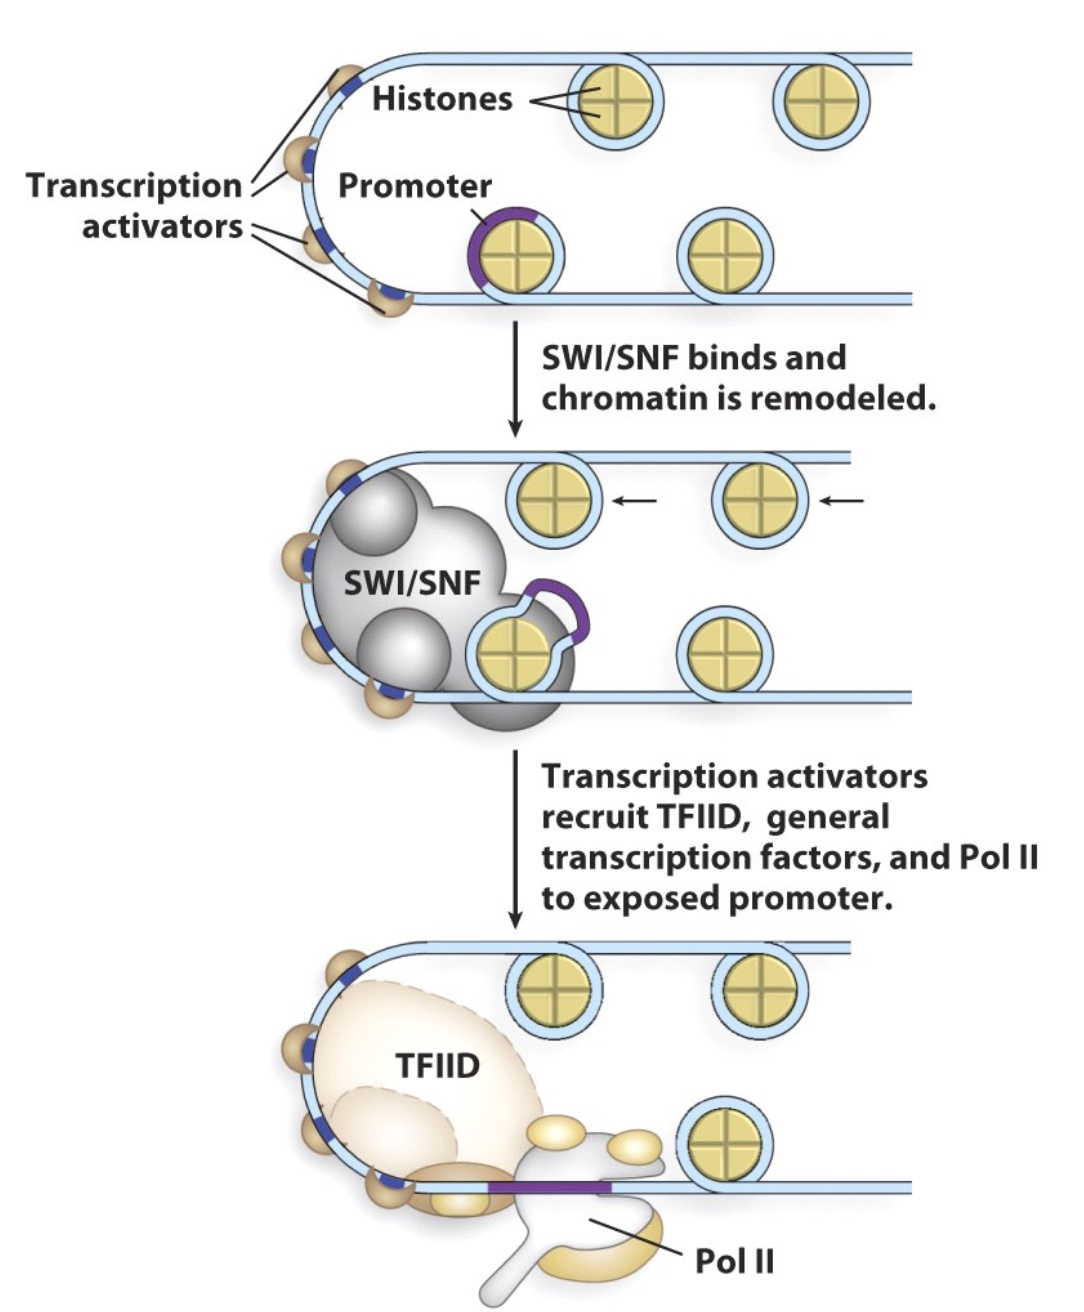 Histones
Transcription
activators
Promoter
SWI/SNF binds and
chromatin is remodeled.
SWI/SNF
Transcription activators
recruit TFIID, general
transcription factors, and Pol II
to exposed promoter.
TFIID
Pol II